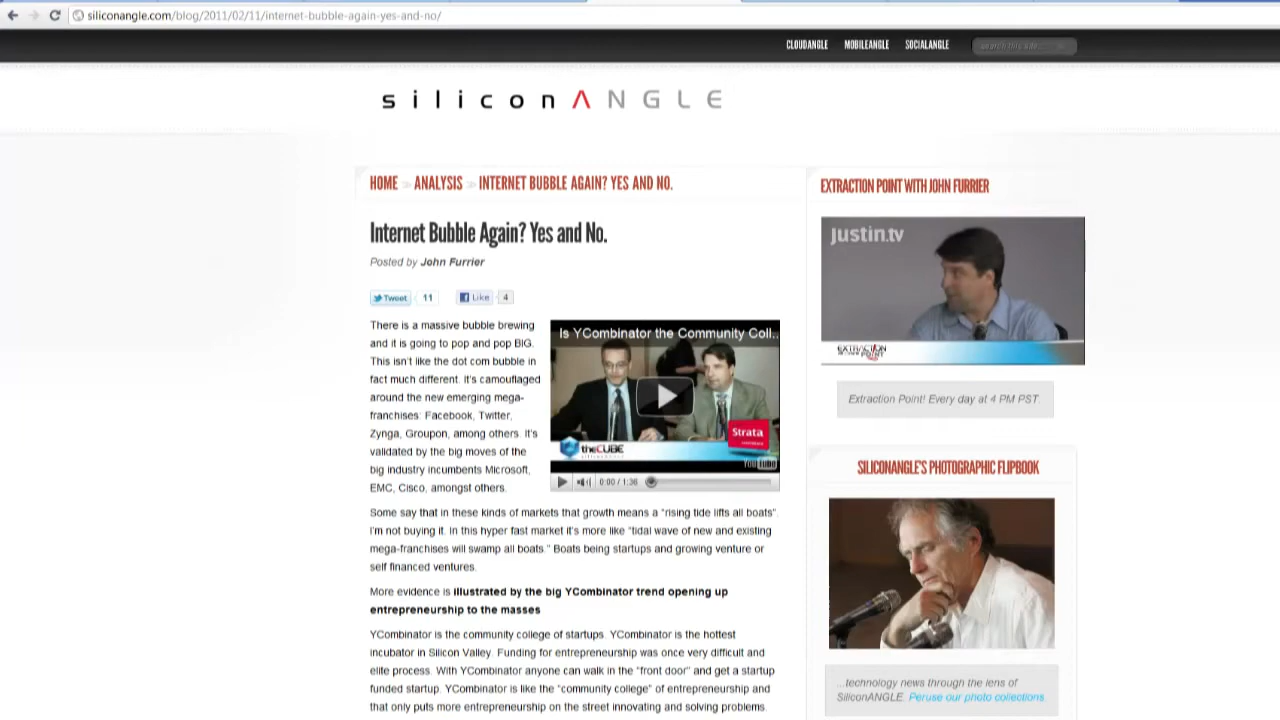 siliconangle.com/blog/2011/02/11/internet-bubble-again-yes-and-no/
CLOUDANGLE MOBILEANGLE SOCIALANGLE
siliconANGLE
HOME » ANALYSIS » INTERNET BUBBLE AGAIN? YES AND NO.
Internet Bubble Again? Yes and No.
Posted by John Furrier
Tweet 11 Like 4
There is a massive bubble brewing
and it is going to pop and pop BIG.
This isn't like the dot com bubble in
fact much different. It's camouflaged
around the new emerging mega-
franchises: Facebook, Twitter,
Zynga, Groupon, among others. It's
validated by the big moves of the
big industry incumbents Microsoft,
EMC, Cisco, amongst others.
Is YCombinator the Community Coll..
Strata
theCUBE
YouTube
0:00 / 1:36
Some say that in these kinds of markets that growth means a "rising tide lifts all boats".
I'm not buying it. In this hyper fast market it's more like "tidal wave of new and existing
mega-franchises will swamp all boats." Boats being startups and growing venture or
self financed ventures.
More evidence is illustrated by the big YCombinator trend opening up
entrepreneurship to the masses
YCombinator is the community college of startups. YCombinator is the hottest
incubator in Silicon Valley. Funding for entrepreneurship was once very difficult and
elite process. With YCombinator anyone can walk in the "front door" and get a startup
funded startup. YCombinator is like the "community college" of entrepreneurship and
that only puts more entrepreneurship on the street innovating and solving problems.
EXTRACTION POINT WITH JOHN FURRIER
Justin.tv
EXTRACTION
POINT
Extraction Point! Every day at 4 PM PST.
SILICONANGLE'S PHOTOGRAPHIC FLIPBOOK
...technology news through the lens of
SiliconANGLE. Peruse our photo collections.